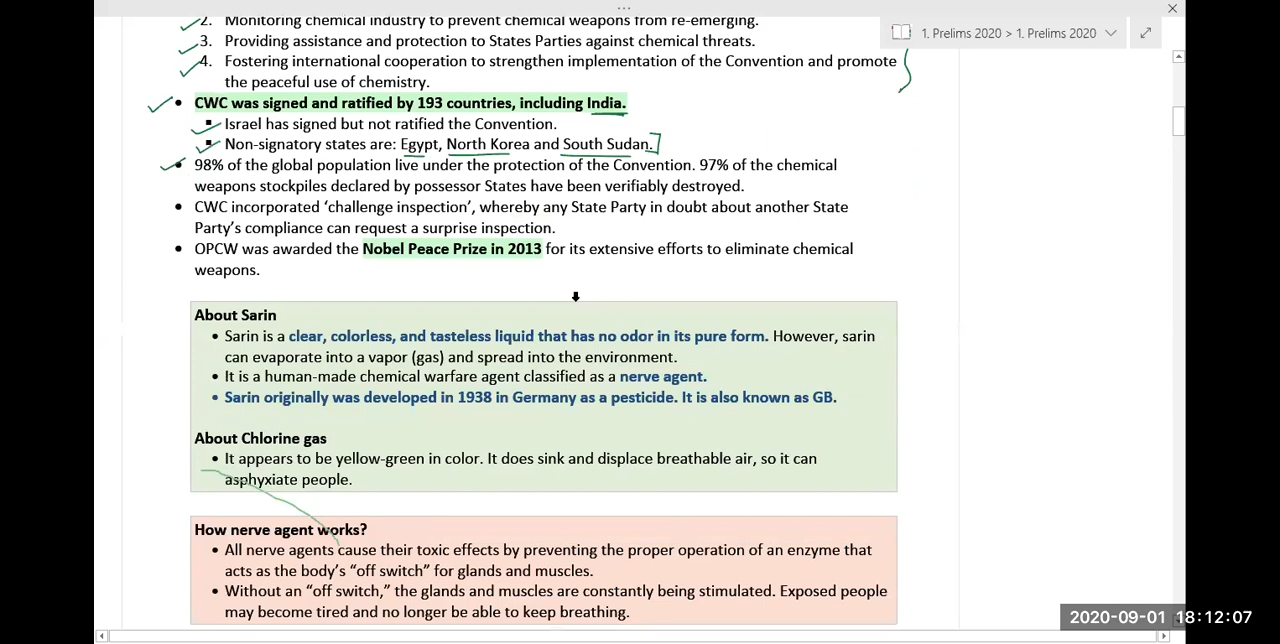 2. Monitoring chemical industry to prevent chemical weapons from re-emerging.
1. Prelims 2020 > 1. Prelims 2020
3. Providing assistance and protection to States Parties against chemical threats.
4. Fostering international cooperation to strengthen implementation of the Convention and promote
the peaceful use of chemistry.
• CWC was signed and ratified by 193 countries, including India.
▪ Israel has signed but not ratified the Convention.
▪ Non-signatory states are: Egypt, North Korea and South Sudan.
• 98% of the global population live under the protection of the Convention. 97% of the chemical
weapons stockpiles declared by possessor States have been verifiably destroyed.
• CWC incorporated ‘challenge inspection’, whereby any State Party in doubt about another State
Party’s compliance can request a surprise inspection.
• OPCW was awarded the Nobel Peace Prize in 2013 for its extensive efforts to eliminate chemical
weapons.
About Sarin
• Sarin is a clear, colorless, and tasteless liquid that has no odor in its pure form. However, sarin
can evaporate into a vapor (gas) and spread into the environment.
• It is a human-made chemical warfare agent classified as a nerve agent.
• Sarin originally was developed in 1938 in Germany as a pesticide. It is also known as GB.
About Chlorine gas
• It appears to be yellow-green in color. It does sink and displace breathable air, so it can
asphyxiate people.
How nerve agent works?
• All nerve agents cause their toxic effects by preventing the proper operation of an enzyme that
acts as the body’s “off switch” for glands and muscles.
• Without an “off switch,” the glands and muscles are constantly being stimulated. Exposed people
may become tired and no longer be able to keep breathing.
2020-09-01 18:12:07